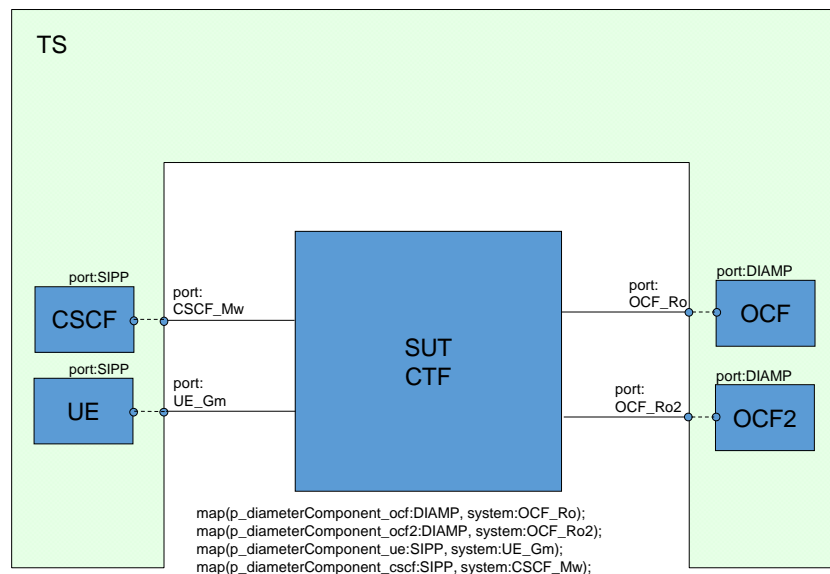 TS
port:SIPP
CSCF
port:
CSCF_Mw
port:SIPP
UE
port:
UE_Gm
SUT
CTF
port:
OCF_Ro
port:DIAMP
OCF
port:
OCF_Ro2
port:DIAMP
OCF2
map(p_diameterComponent_ocf:DIAMP, system:OCF_Ro);
map(p_diameterComponent_ocf2:DIAMP, system:OCF_Ro2);
map(p_diameterComponent_ue:SIPP, system:UE_Gm);
map(p_diameterComponent_cscf:SIPP, system:CSCF_Mw);